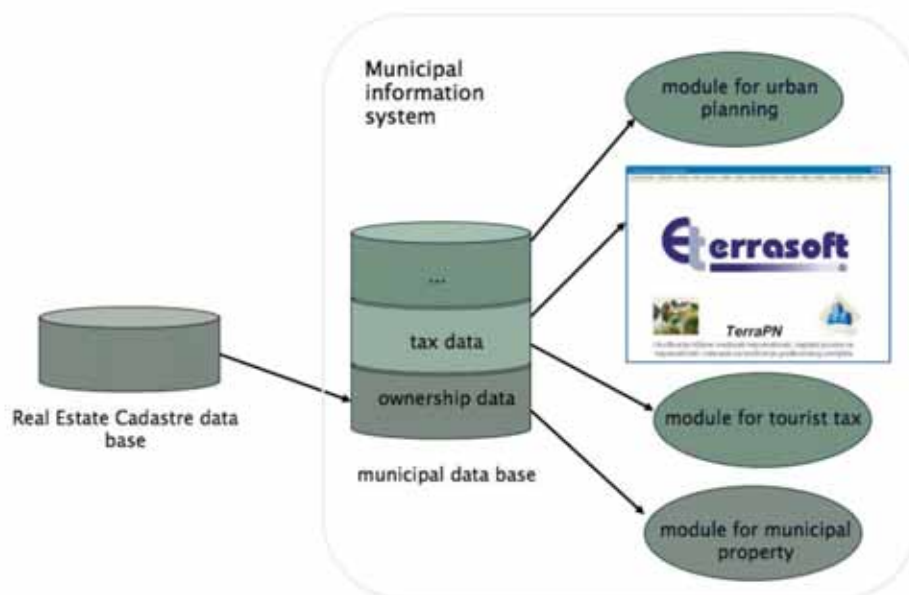 Municipal
information
system
module for urban
planning
Eterrasoft
...
TerraPN
tax data
ownership data
Real Estate Cadastre data
base
municipal data base
module for tourist tax
module for municipal
property